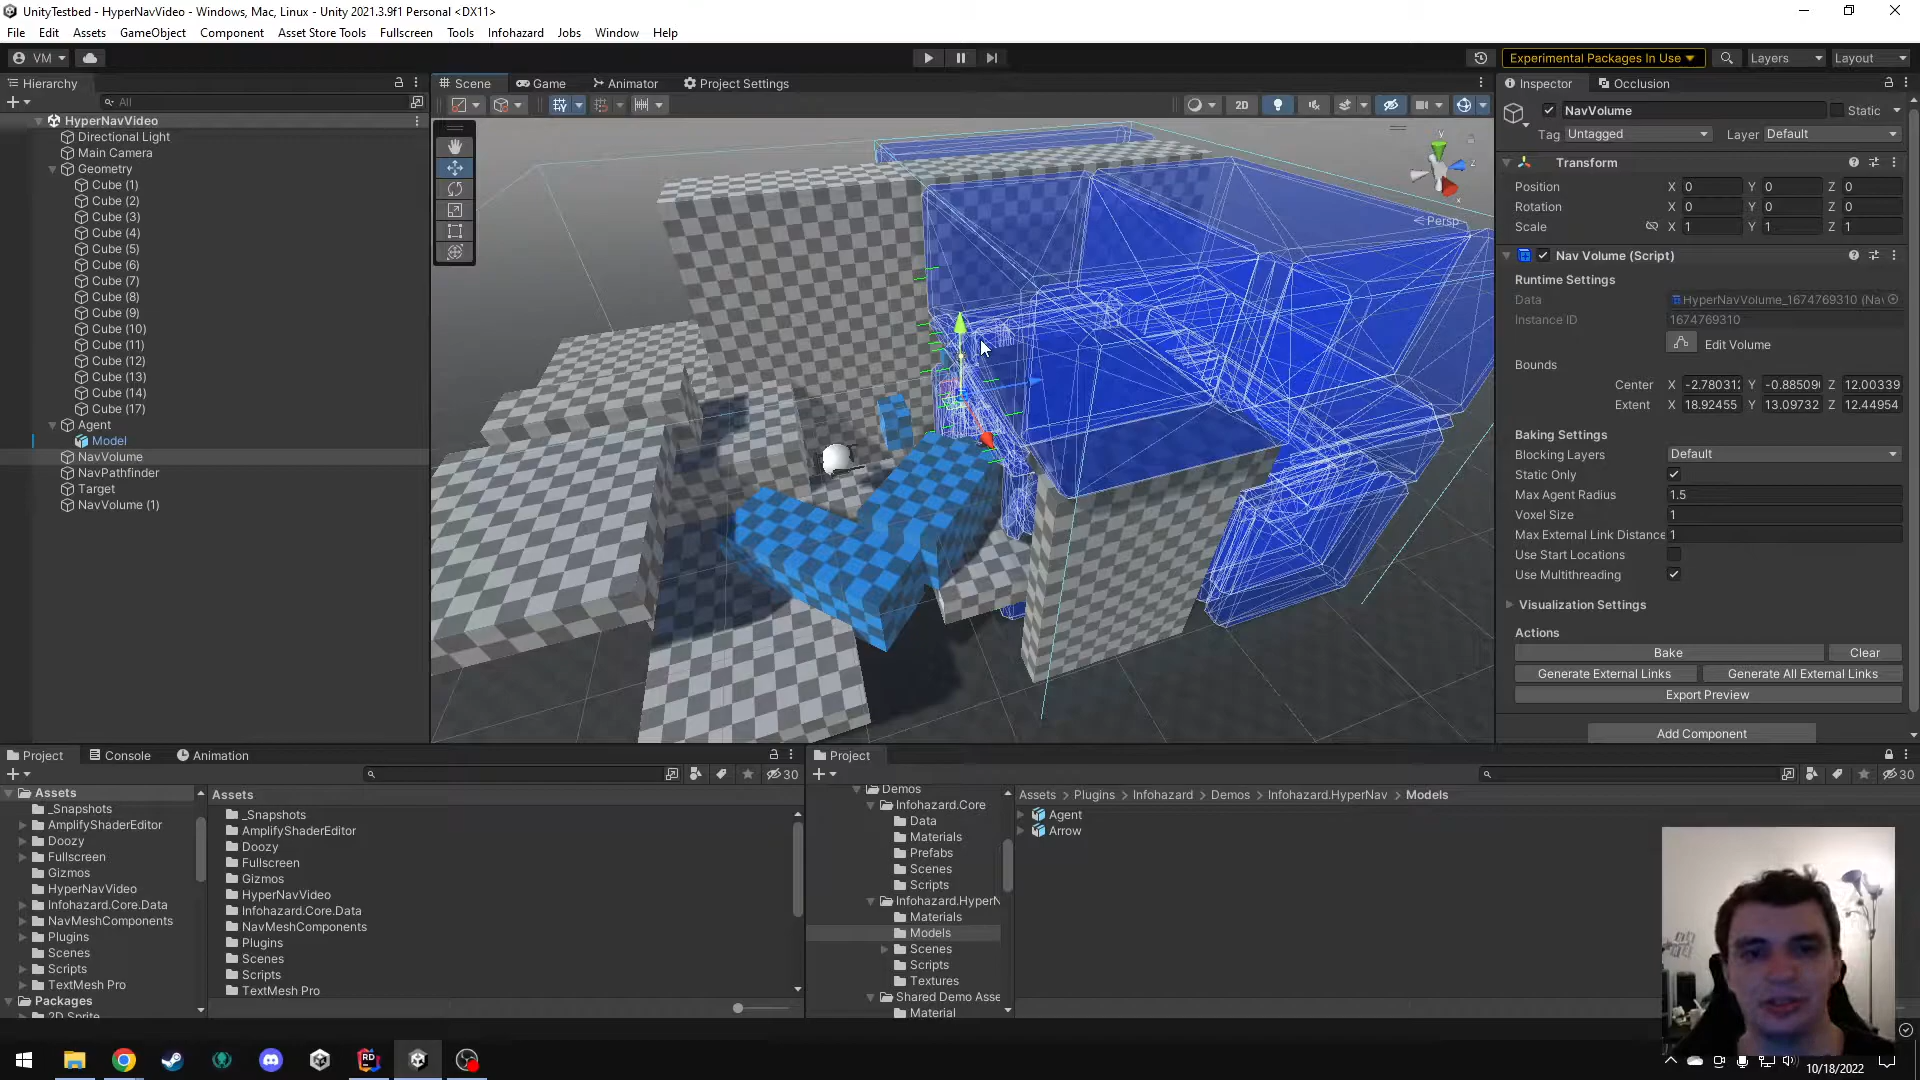 UnityTestbed - HyperNavVideo - Windows, Mac, Linux - Unity 2021.3.9f1 Personal <DX11>
File Edit Assets GameObject Component Asset Store Tools Fullscreen Tools Infohazard Jobs Window Help
VM
Experimental Packages In Use
Layers
Layout
Hierarchy
All
HyperNavVideo
Directional Light
Main Camera
Geometry
Cube (1)
Cube (2)
Cube (3)
Cube (4)
Cube (5)
Cube (6)
Cube (7)
Cube (8)
Cube (9)
Cube (10)
Cube (11)
Cube (12)
Cube (13)
Cube (14)
Cube (17)
Agent
Model
NavVolume
NavPathfinder
Target
NavVolume (1)
Scene Game Animator Project Settings
2D
y
z
x
Persp
Inspector Occlusion
NavVolume Static
Tag Untagged Layer Default
Transform
Position X 0 Y 0 Z 0
Rotation X 0 Y 0 Z 0
Scale X 1 Y 1 Z 1
Nav Volume (Script)
Runtime Settings
Data HyperNavVolume_1674769310 (Nav
Instance ID 1674769310
Edit Volume
Bounds
Center X -2.780312 Y -0.88509 Z 12.00339
Extent X 18.92455 Y 13.09732 Z 12.44954
Baking Settings
Blocking Layers Default
Static Only
Max Agent Radius 1.5
Voxel Size 1
Max External Link Distance 1
Use Start Locations
Use Multithreading
Visualization Settings
Actions
Bake Clear
Generate External Links Generate All External Links
Export Preview
Add Component
Project Console Animation
30
Assets
_Snapshots
AmplifyShaderEditor
Doozy
Fullscreen
Gizmos
HyperNavVideo
Infohazard.Core.Data
NavMeshComponents
Plugins
Scenes
Scripts
TextMesh Pro
Packages
2D Sprite
Assets
_Snapshots
AmplifyShaderEditor
Doozy
Fullscreen
Gizmos
HyperNavVideo
Infohazard.Core.Data
NavMeshComponents
Plugins
Scenes
Scripts
TextMesh Pro
Project
30
Demos
Infohazard.Core
Data
Materials
Prefabs
Scenes
Scripts
Infohazard.HyperN
Materials
Models
Scenes
Scripts
Textures
Shared Demo Asse
Material
Assets > Plugins > Infohazard > Demos > Infohazard.HyperNav > Models
Agent
Arrow
RD
10/18/2022